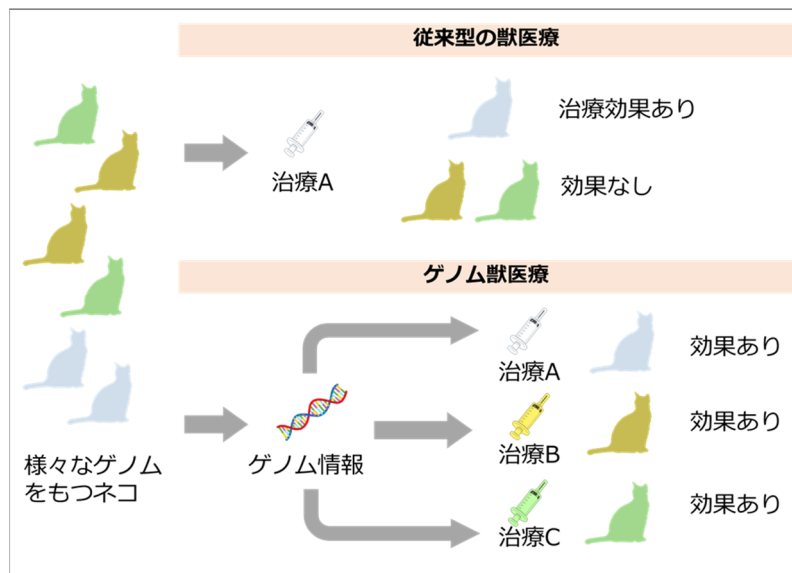 従来型の獣医療
治療A
治療効果あり
効果なし
ゲノム獣医療
様々なゲノム
をもつネコ
ゲノム情報
治療A
効果あり
治療B
効果あり
治療C
効果あり